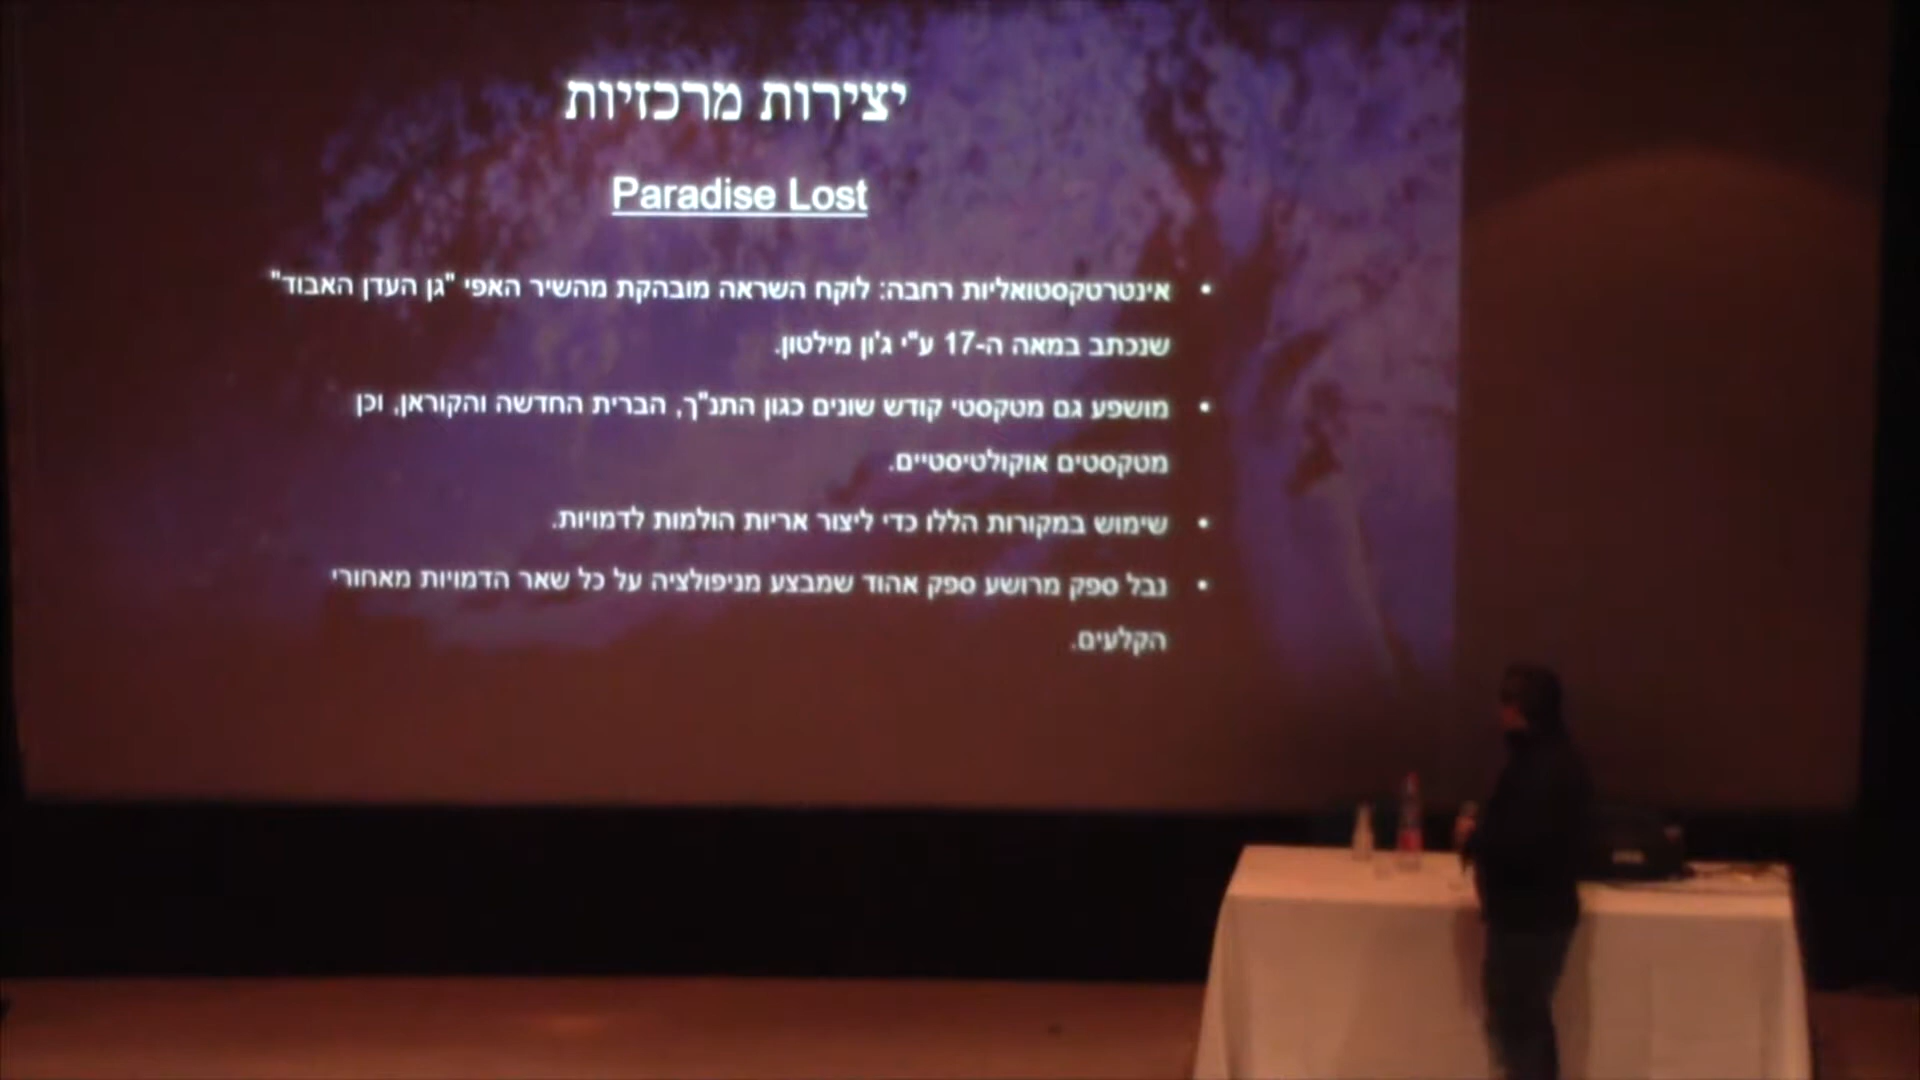 יצירות מרכזיות
Paradise Lost
• אינטרטקסטואליות רחבה: לוקח השראה מובהקת מהשיר האפי "גן העדן האבוד"
שנכתב במאה ה-17 ע"י ג'ון מילטון.
• מושפע גם מטקסטי קודש שונים כגון התנ"ך, הברית החדשה והקוראן, וכן
מטקסטים אוקולטיסטיים.
• שימוש במקורות הללו כדי ליצור אריות הולמות לדמויות.
• נבל ספק מרושע ספק אהוד שמבצע מניפולציה על כל שאר הדמויות מאחורי
הקלעים.